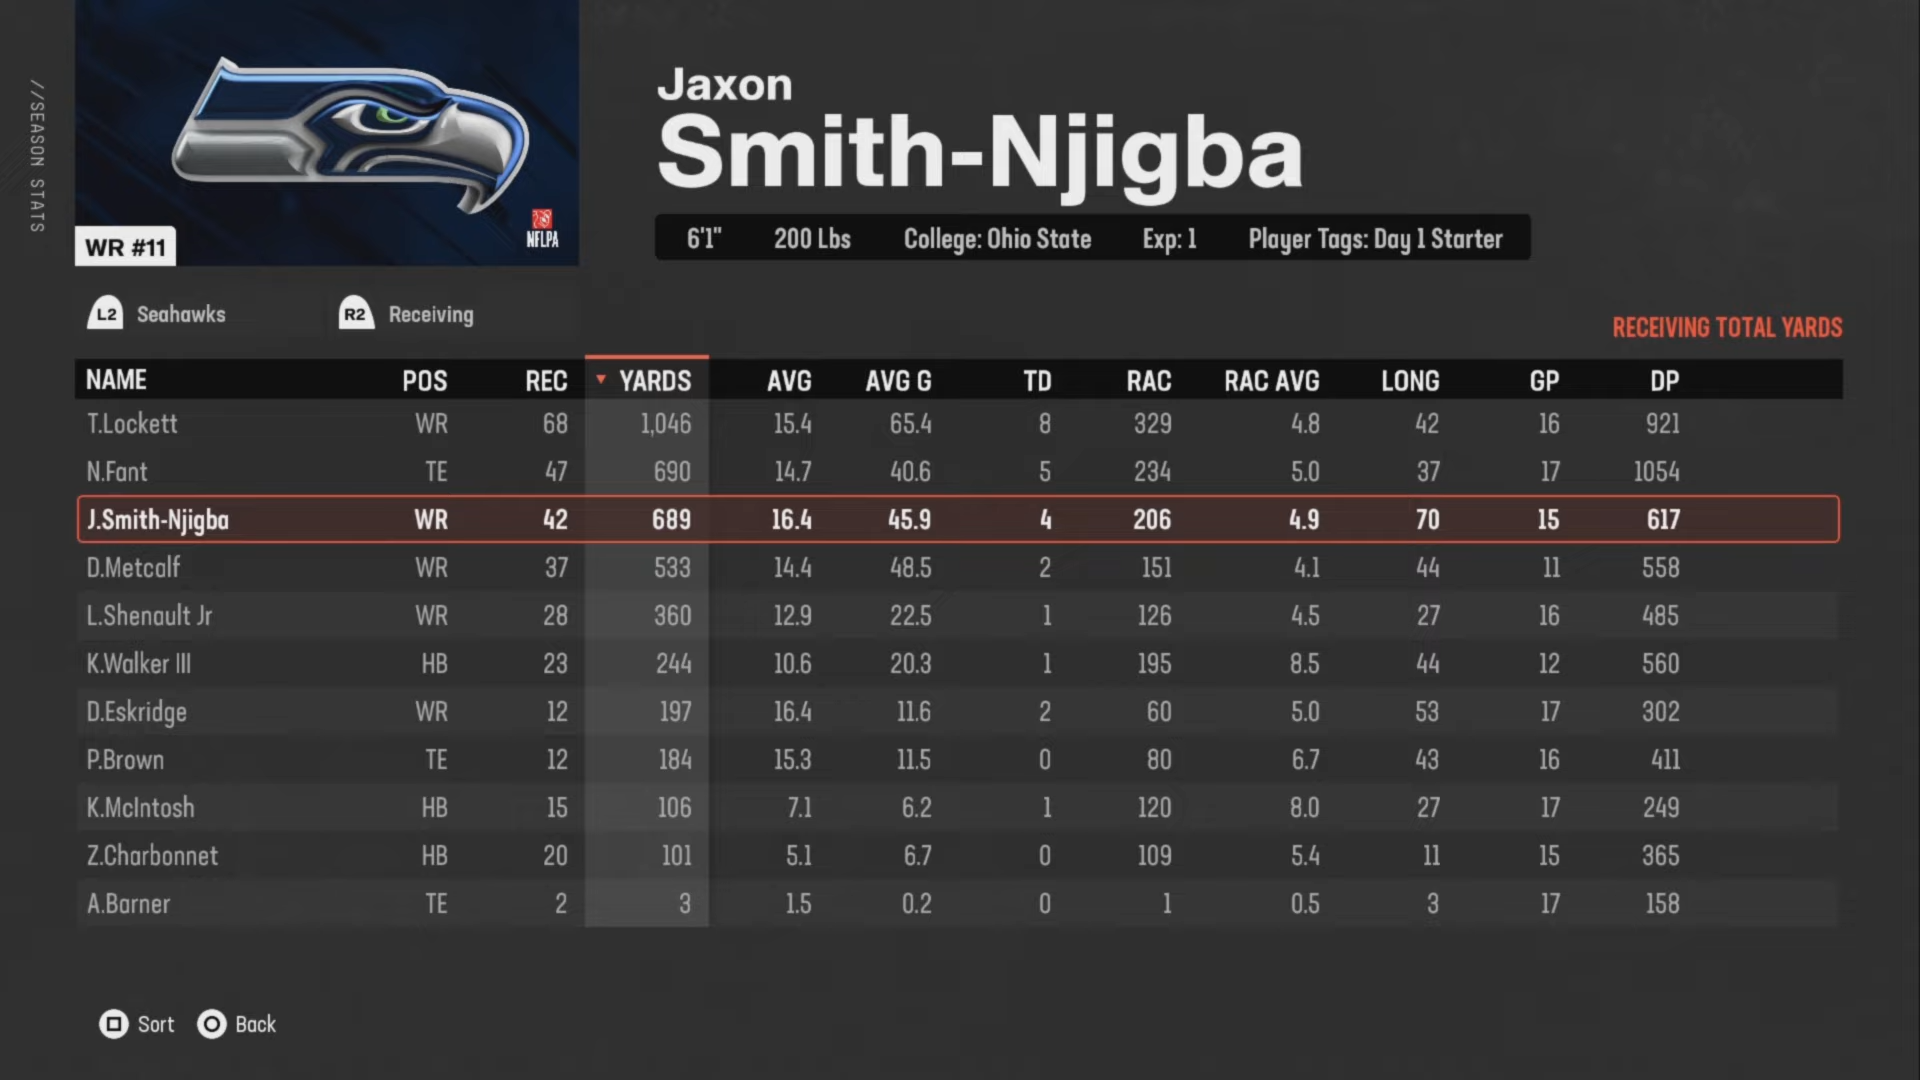 //SEASON STATS
WR #11
NFLPA
Jaxon
Smith-Njigba
6'1" 200 Lbs College: Ohio State Exp: 1 Player Tags: Day 1 Starter
L2 Seahawks R2 Receiving
RECEIVING TOTAL YARDS
NAME POS REC YARDS AVG AVG G TD RAC RAC AVG LONG GP DP
T.Lockett WR 68 1,046 15.4 65.4 8 329 4.8 42 16 921
N.Fant TE 47 690 14.7 40.6 5 234 5.0 37 17 1054
J.Smith-Njigba WR 42 689 16.4 45.9 4 206 4.9 70 15 617
D.Metcalf WR 37 533 14.4 48.5 2 151 4.1 44 11 558
L.Shenault Jr WR 28 360 12.9 22.5 1 126 4.5 27 16 485
K.Walker III HB 23 244 10.6 20.3 1 195 8.5 44 12 560
D.Eskridge WR 12 197 16.4 11.6 2 60 5.0 53 17 302
P.Brown TE 12 184 15.3 11.5 0 80 6.7 43 16 411
K.McIntosh HB 15 106 7.1 6.2 1 120 8.0 27 17 249
Z.Charbonnet HB 20 101 5.1 6.7 0 109 5.4 11 15 365
A.Barner TE 2 3 1.5 0.2 0 1 0.5 3 17 158
Sort Back